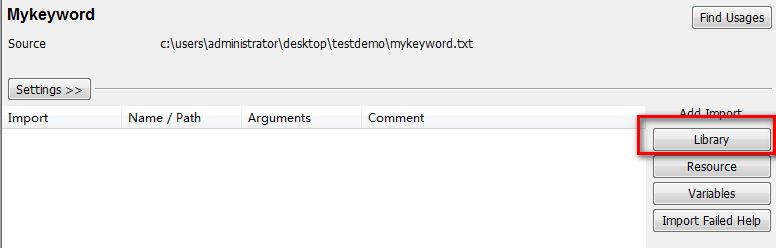 Mykeyword
Find Usages
Source c:\users\administrator\desktop\testdemo\mykeyword.txt
Settings >>
Import Name / Path Arguments Comment
Add Import
Library
Resource
Variables
Import Failed Help